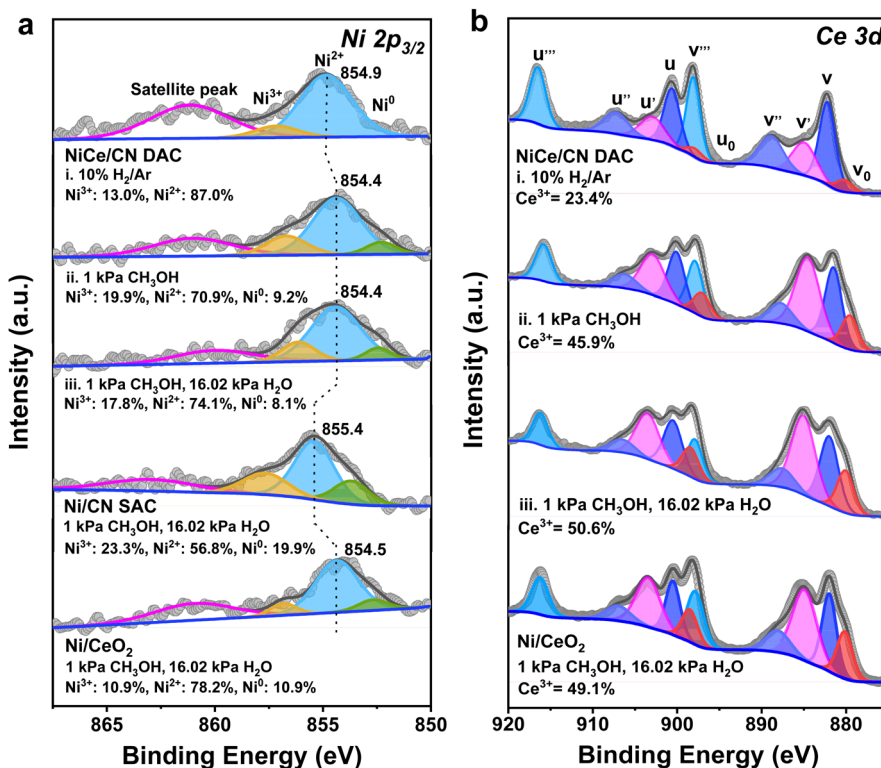 a
Ni 2p3/2
Ni2+
854.9
Satellite peak
Ni3+
Ni0
NiCe/CN DAC
i. 10% H2/Ar
Ni3+: 13.0%, Ni2+: 87.0%
854.4
ii. 1 kPa CH3OH
Ni3+: 19.9%, Ni2+: 70.9%, Ni0: 9.2%
854.4
iii. 1 kPa CH3OH, 16.02 kPa H2O
Ni3+: 17.8%, Ni2+: 74.1%, Ni0: 8.1%
855.4
Ni/CN SAC
1 kPa CH3OH, 16.02 kPa H2O
Ni3+: 23.3%, Ni2+: 56.8%, Ni0: 19.9%
854.5
Ni/CeO2
1 kPa CH3OH, 16.02 kPa H2O
Ni3+: 10.9%, Ni2+: 78.2%, Ni0: 10.9%
865 860 855 850
Binding Energy (eV)
Intensity (a.u.)
b
Ce 3d
u''' u'' u' u v''' u0 v'' v' v v0
NiCe/CN DAC
i. 10% H2/Ar
Ce3+= 23.4%
ii. 1 kPa CH3OH
Ce3+= 45.9%
iii. 1 kPa CH3OH, 16.02 kPa H2O
Ce3+= 50.6%
Ni/CeO2
1 kPa CH3OH, 16.02 kPa H2O
Ce3+= 49.1%
920 910 900 890 880
Binding Energy (eV)
Intensity (a.u.)